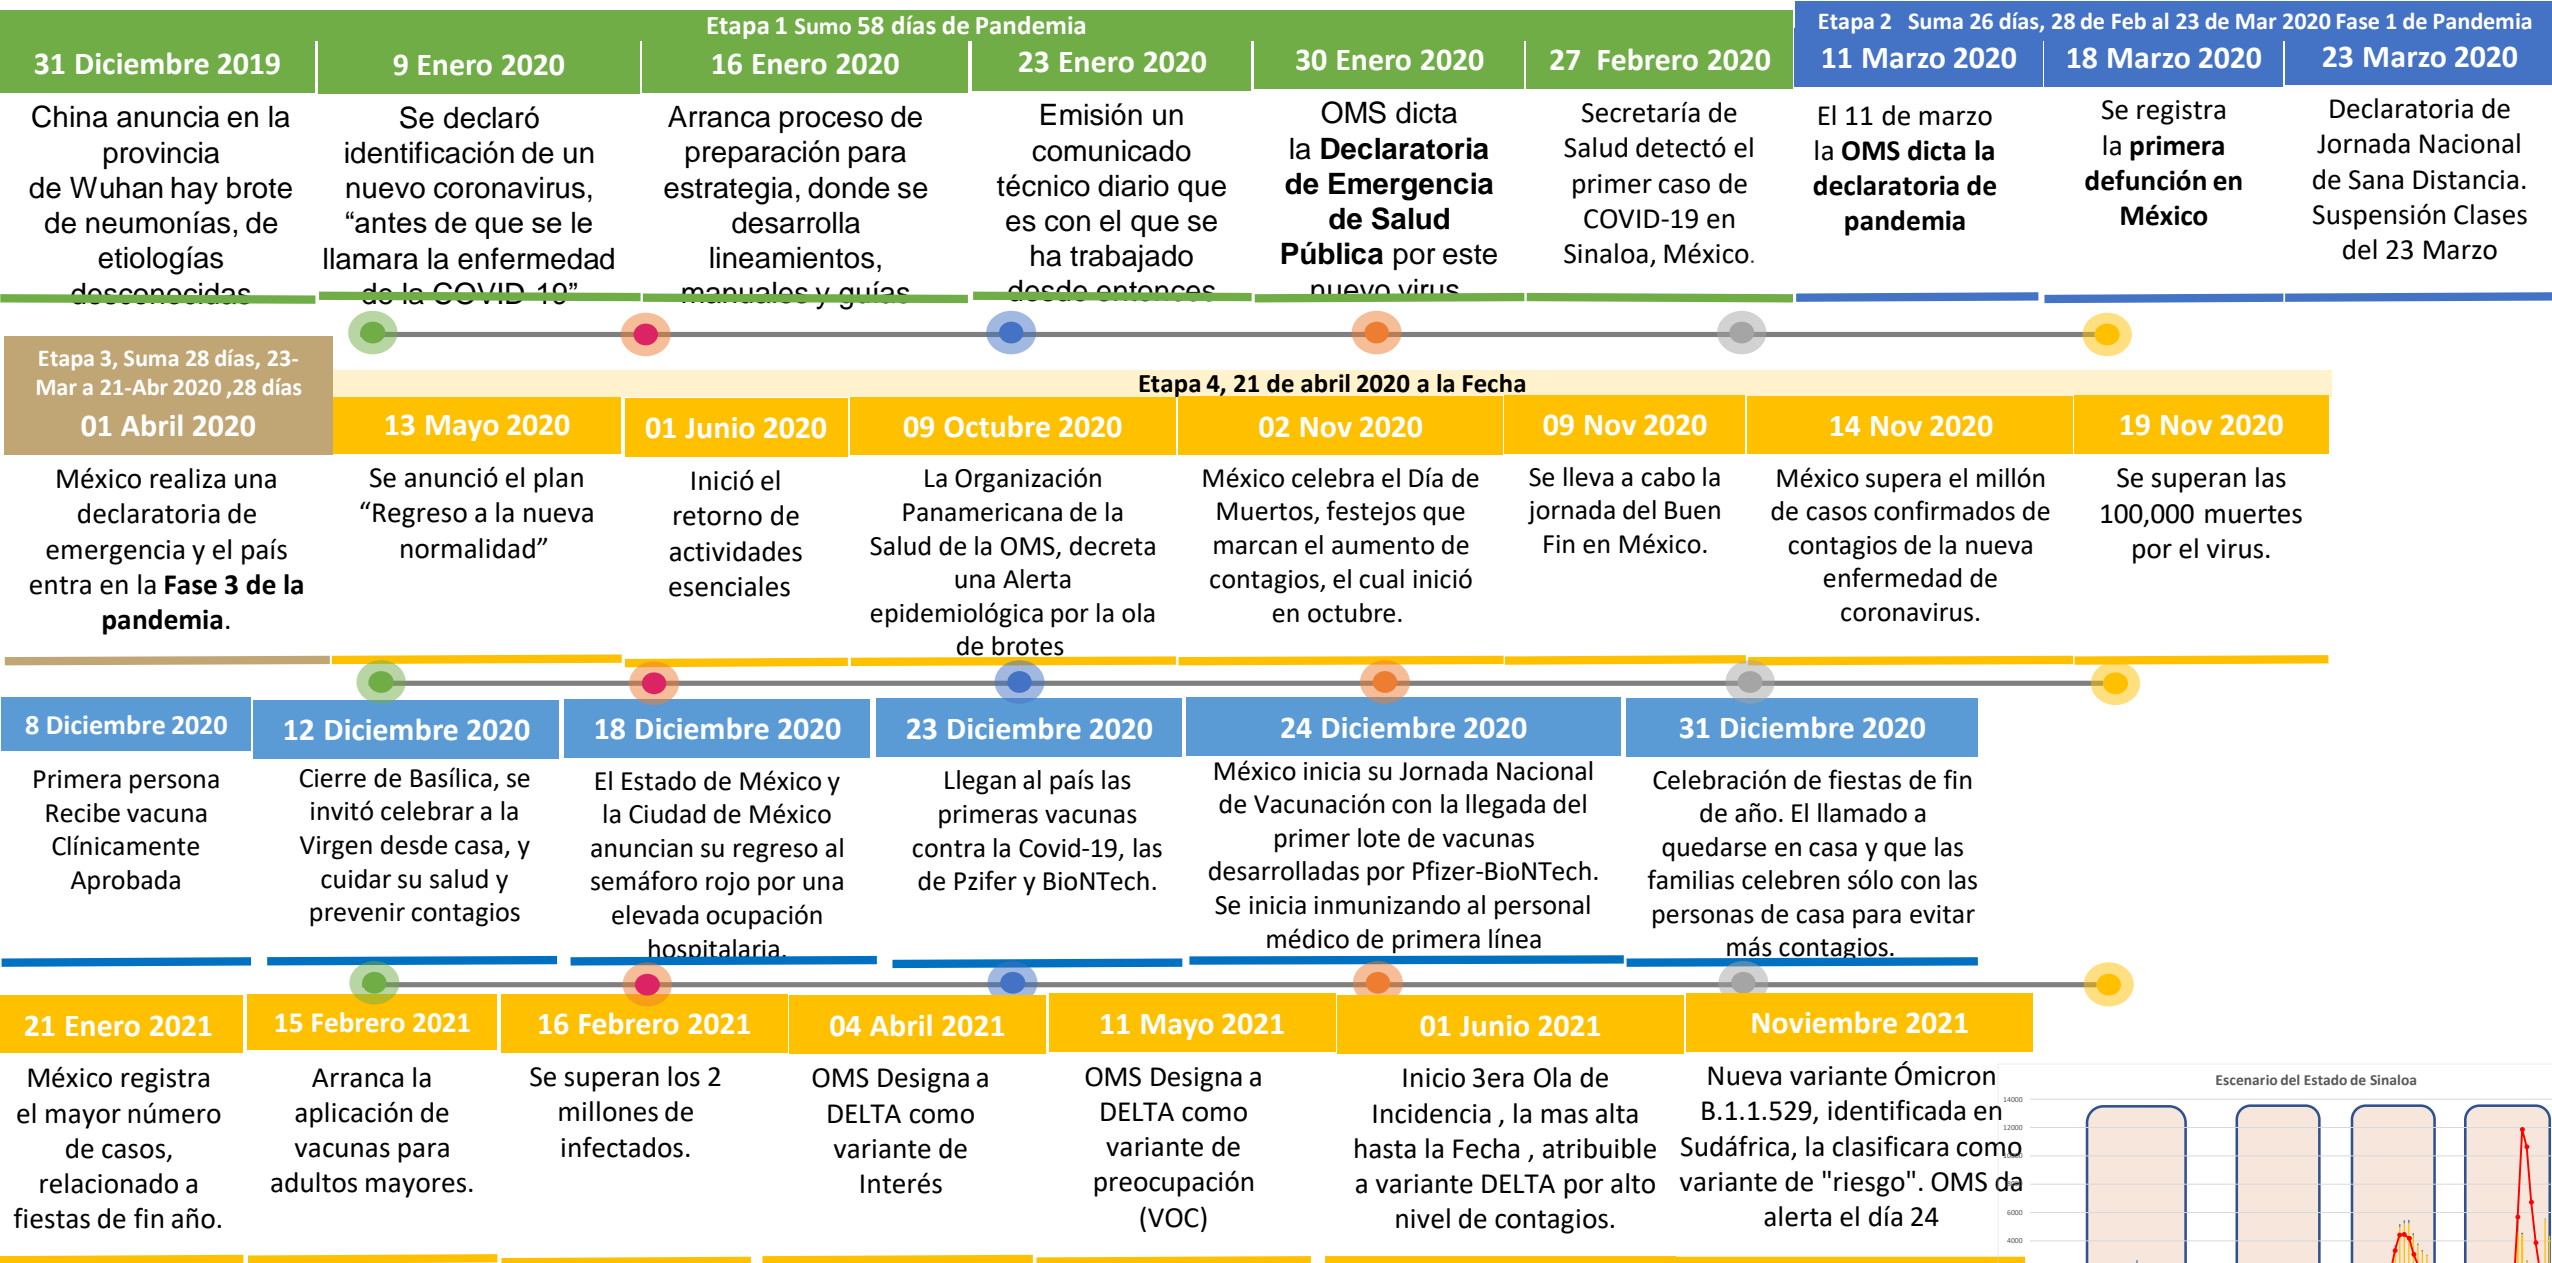 Etapa 1 Sumo 58 días de Pandemia
Etapa 2 Suma 26 días, 28 de Feb al 23 de Mar 2020 Fase 1 de Pandemia
31 Diciembre 2019
China anuncia en la
provincia
de Wuhan hay brote
de neumonías, de
etiologías
desconocidas
9 Enero 2020
Se declaró
identificación de un
nuevo coronavirus,
“antes de que se le
llamara la enfermedad
de la COVID-19”
16 Enero 2020
Arranca proceso de
preparación para
estrategia, donde se
desarrolla
lineamientos,
manuales y guías
23 Enero 2020
Emisión un
comunicado
técnico diario que
es con el que se
ha trabajado
desde entonces
30 Enero 2020
OMS dicta
la Declaratoria
de Emergencia
de Salud
Pública por este
nuevo virus
27 Febrero 2020
Secretaría de
Salud detectó el
primer caso de
COVID-19 en
Sinaloa, México.
11 Marzo 2020
El 11 de marzo
la OMS dicta la
declaratoria de
pandemia
18 Marzo 2020
Se registra
la primera
defunción en
México
23 Marzo 2020
Declaratoria de
Jornada Nacional
de Sana Distancia.
Suspensión Clases
del 23 Marzo
Etapa 3, Suma 28 días, 23-
Mar a 21-Abr 2020 ,28 días
Etapa 4, 21 de abril 2020 a la Fecha
01 Abril 2020
México realiza una
declaratoria de
emergencia y el país
entra en la Fase 3 de la
pandemia.
13 Mayo 2020
Se anunció el plan
“Regreso a la nueva
normalidad”
01 Junio 2020
Inició el
retorno de
actividades
esenciales
09 Octubre 2020
La Organización
Panamericana de la
Salud de la OMS, decreta
una Alerta
epidemiológica por la ola
de brotes
02 Nov 2020
México celebra el Día de
Muertos, festejos que
marcan el aumento de
contagios, el cual inició
en octubre.
09 Nov 2020
Se lleva a cabo la
jornada del Buen
Fin en México.
14 Nov 2020
México supera el millón
de casos confirmados de
contagios de la nueva
enfermedad de
coronavirus.
19 Nov 2020
Se superan las
100,000 muertes
por el virus.
8 Diciembre 2020
Primera persona
Recibe vacuna
Clínicamente
Aprobada
12 Diciembre 2020
Cierre de Basílica, se
invitó celebrar a la
Virgen desde casa, y
cuidar su salud y
prevenir contagios
18 Diciembre 2020
El Estado de México y
la Ciudad de México
anuncian su regreso al
semáforo rojo por una
elevada ocupación
hospitalaria.
23 Diciembre 2020
Llegan al país las
primeras vacunas
contra la Covid-19, las
de Pzifer y BioNTech.
24 Diciembre 2020
México inicia su Jornada Nacional
de Vacunación con la llegada del
primer lote de vacunas
desarrolladas por Pfizer-BioNTech.
Se inicia inmunizando al personal
médico de primera línea
31 Diciembre 2020
Celebración de fiestas de fin
de año. El llamado a
quedarse en casa y que las
familias celebren sólo con las
personas de casa para evitar
más contagios.
21 Enero 2021
México registra
el mayor número
de casos,
relacionado a
fiestas de fin año.
15 Febrero 2021
Arranca la
aplicación de
vacunas para
adultos mayores.
16 Febrero 2021
Se superan los 2
millones de
infectados.
04 Abril 2021
OMS Designa a
DELTA como
variante de
Interés
11 Mayo 2021
OMS Designa a
DELTA como
variante de
preocupación
(VOC)
01 Junio 2021
Inicio 3era Ola de
Incidencia , la mas alta
hasta la Fecha , atribuible
a variante DELTA por alto
nivel de contagios.
Noviembre 2021
Nueva variante Ómicron
B.1.1.529, identificada en
Sudáfrica, la clasificara como
variante de "riesgo". OMS da
alerta el día 24
Escenario del Estado de Sinaloa
14000
12000
10000
6000
4000